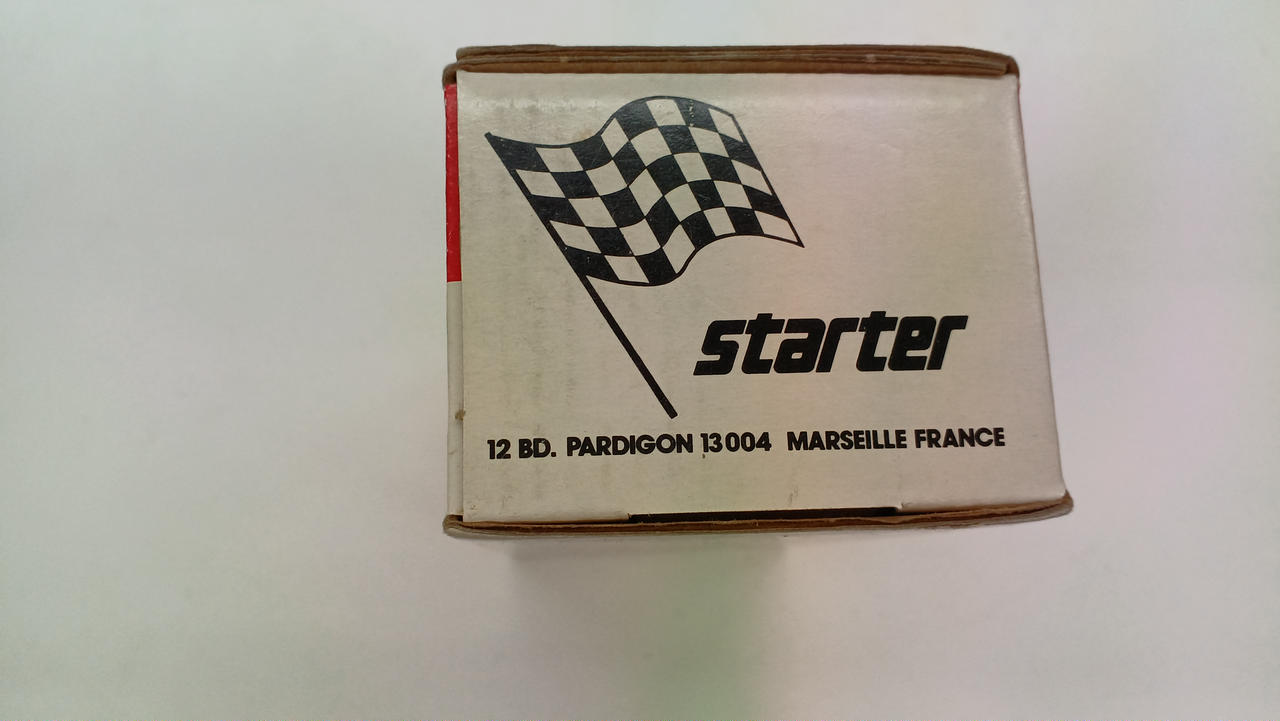 starter
12 BD. PARDIGON 13004 MARSEILLE FRANCE